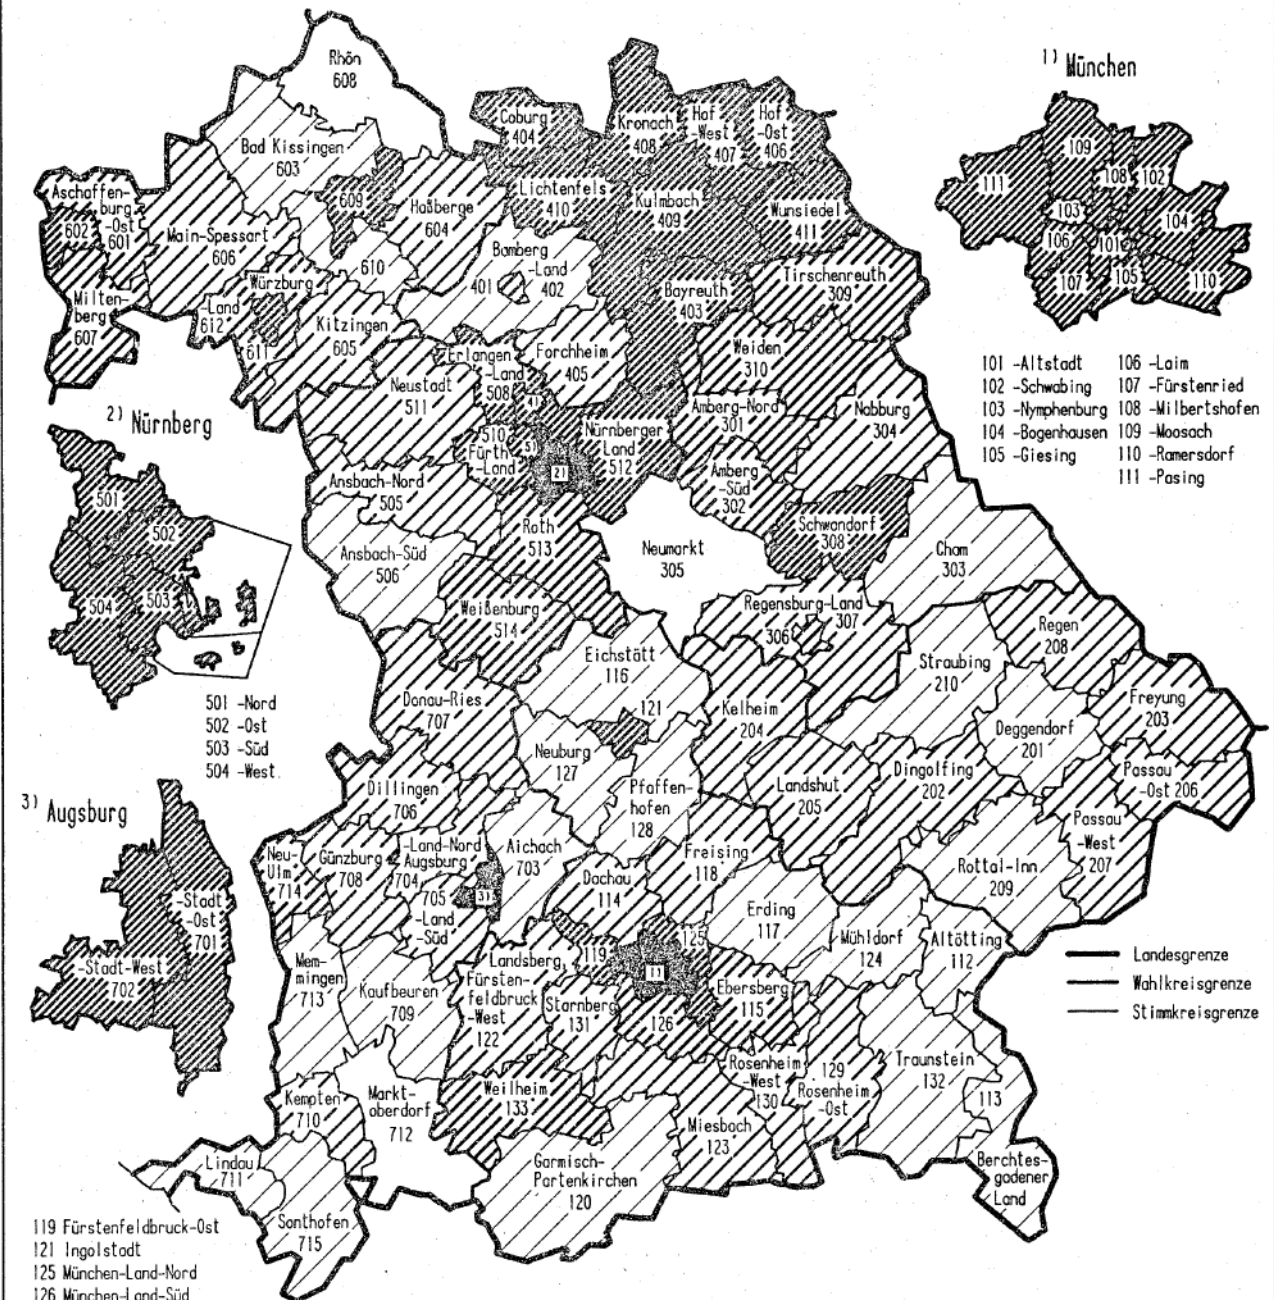 Rhön
608
1) München
Coburg
404
Kronach
408
Hof
-West
407
Hof
-Ost
406
Bad Kissingen
603
109
108
102
111
103
104
106
101
107
105
110
Aschaffen-
burg
-Ost
601
602
609
Haßberge
604
Lichtenfels
410
Kulmbach
409
Wunsiedel
411
Main-Spessart
606
610
Bamberg
-Land
402
401
Tirschenreuth
309
Milten-
berg
607
Würzburg
-Land
612
611
Kitzingen
605
Bayreuth
403
Erlangen
-Land
508
4)
Forchheim
405
Weiden
310
101 -Altstadt
102 -Schwabing
103 -Nymphenburg
104 -Bogenhausen
105 -Giesing
106 -Laim
107 -Fürstenried
108 -Milbertshofen
109 -Moosach
110 -Ramersdorf
111 -Pasing
Neustadt
511
Amberg-Nord
301
Nabburg
304
2) Nürnberg
510
Fürth
-Land
5)
2)
Nürnberger
Land
512
Amberg
-Süd
302
Ansbach-Nord
505
501
502
503
504
Roth
513
Schwandorf
308
Ansbach-Süd
506
Neumarkt
305
Cham
303
Weißenburg
514
Regensburg-Land
306
307
Regen
208
Eichstätt
116
Straubing
210
501 -Nord
502 -Ost
503 -Süd
504 -West
Donau-Ries
707
121
Kelheim
204
Freyung
203
Deggendorf
201
Neuburg
127
Pfaffen-
hofen
128
Landshut
205
Dingolfing
202
Passau
-Ost 206
3) Augsburg
Dillingen
706
Passau
-West
207
Neu-
Ulm
714
Günzburg
708
-Land-Nord
Augsburg
704
705
-Land
-Süd
3)
Aichach
703
Freising
118
Rottal-Inn
209
Dachau
114
-Stadt
-Ost
701
-Stadt-West
702
Erding
117
Mühldorf
124
Altötting
112
125
119
1)
Mem-
mingen
713
Kaufbeuren
709
Landsberg,
Fürsten-
feldbruck
-West
122
Starnberg
131
126
Ebersberg
115
Landesgrenze
Wahlkreisgrenze
Stimmkreisgrenze
Rosenheim
-West
130
129
Rosenheim
-Ost
Traunstein
132
113
Berchtes-
gadener
Land
Kempten
710
Markt-
oberdorf
712
Weilheim
133
Miesbach
123
Lindau
711
Garmisch-
Partenkirchen
120
Sonthofen
715
119 Fürstenfeldbruck-Ost
121 Ingolstadt
125 München-Land-Nord
126 München-Land-Süd